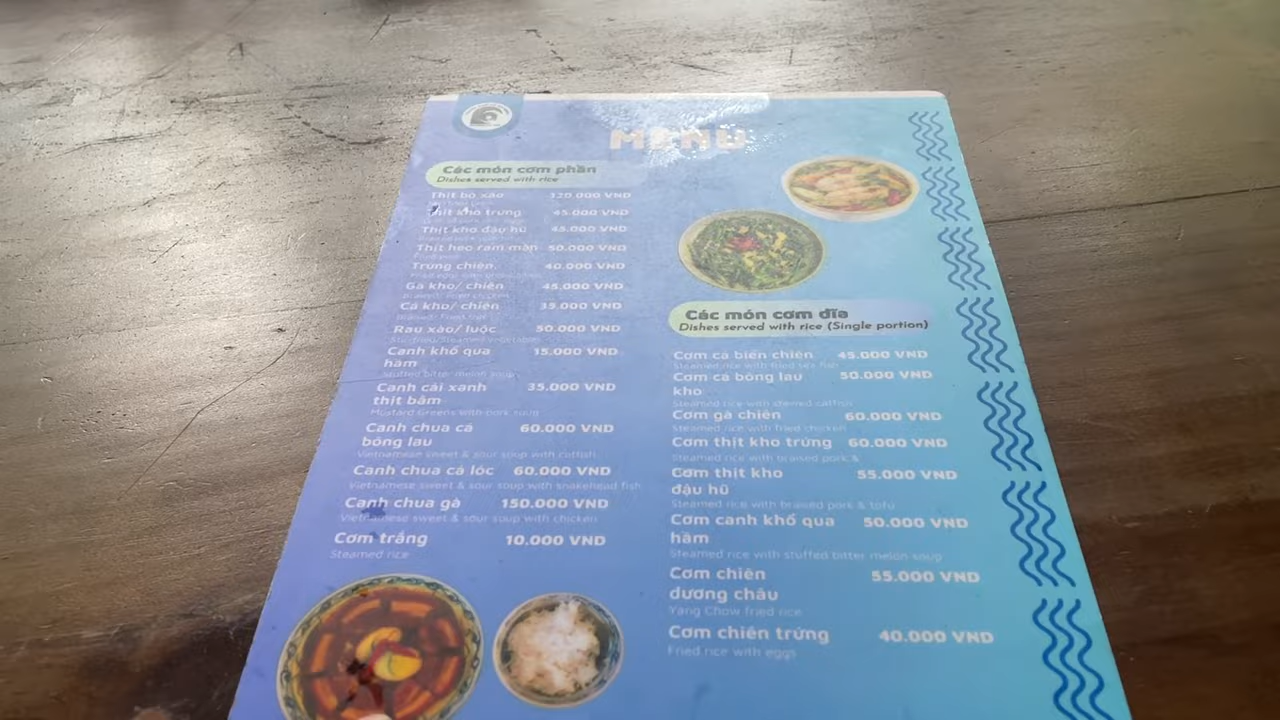 MENU
Các món cơm phần
Dishes served with rice
Thịt bò xào 120.000 VND
Thịt kho trứng 45.000 VND
Thịt kho đậu hũ 45.000 VND
Thịt heo ram mặn 50.000 VND
Trứng chiên 40.000 VND
Gà kho/ chiên 45.000 VND
Cá kho/ chiên 35.000 VND
Rau xào/ luộc 50.000 VND
Canh khổ qua 15.000 VND
hầm
Stuffed bitter melon soup
Canh cải xanh 35.000 VND
thịt bằm
Mustard Greens with pork soup
Canh chua cá 60.000 VND
bông lau
Vietnamese sweet & sour soup with catfish
Canh chua cá lóc 60.000 VND
Vietnamese sweet & sour soup with snakehead fish
Canh chua gà 150.000 VND
Vietnamese sweet & sour soup with chicken
Cơm trắng 10.000 VND
Steamed rice
Các món cơm dĩa
Dishes served with rice (Single portion)
Cơm cá biển chiên 45.000 VND
Steamed rice with fried sea fish
Cơm cá bông lau 50.000 VND
kho
Steamed rice with stewed catfish
Cơm gà chiên 60.000 VND
Steamed rice with fried chicken
Cơm thịt kho trứng 60.000 VND
Steamed rice with braised pork &
Cơm thịt kho 55.000 VND
đậu hũ
Steamed rice with braised pork & tofu
Cơm canh khổ qua 50.000 VND
hầm
Steamed rice with stuffed bitter melon soup
Cơm chiên 55.000 VND
dương châu
Yang Chow fried rice
Cơm chiên trứng 40.000 VND
Fried rice with eggs